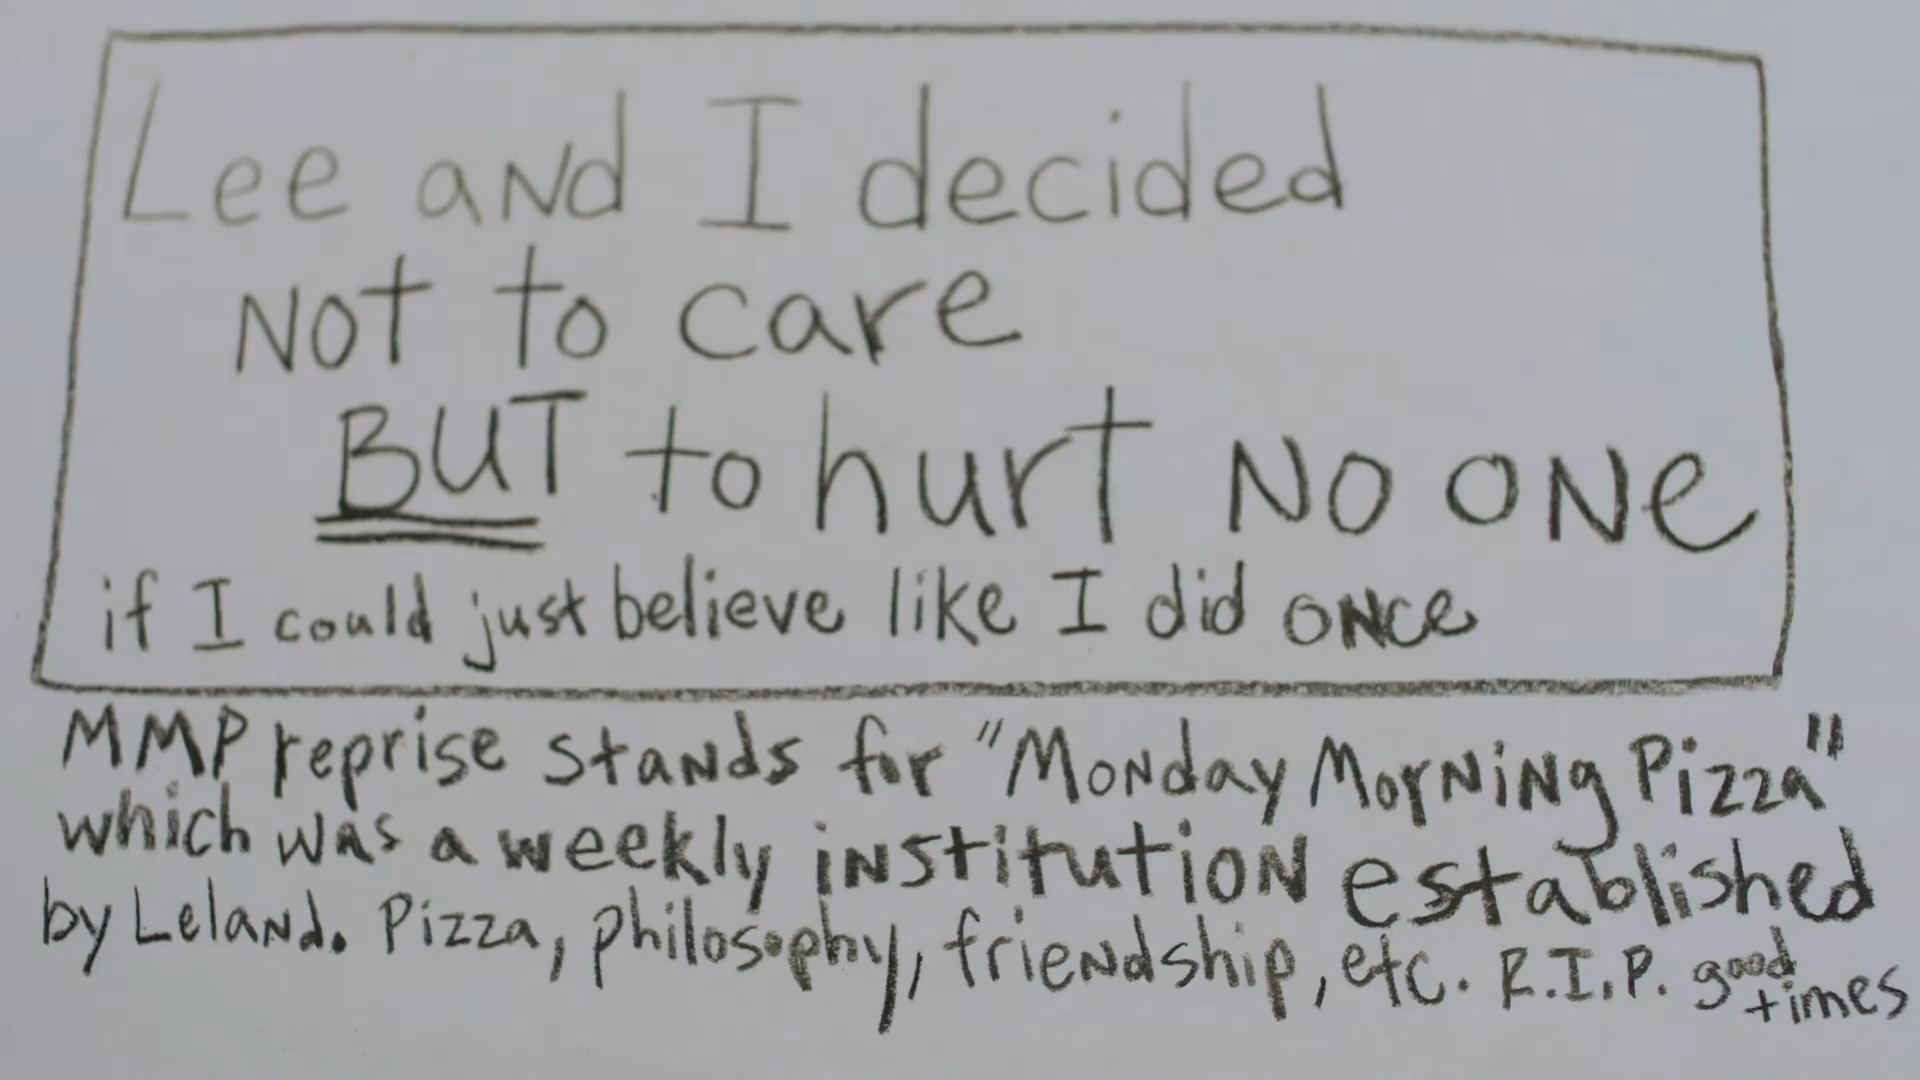 Lee and I decided
not to care
BUT to hurt no one
if I could just believe like I did once
MMP reprise stands for "Monday Morning Pizza"
which was a weekly institution established
by Leland. Pizza, philosophy, friendship, etc. R.I.P. good
times